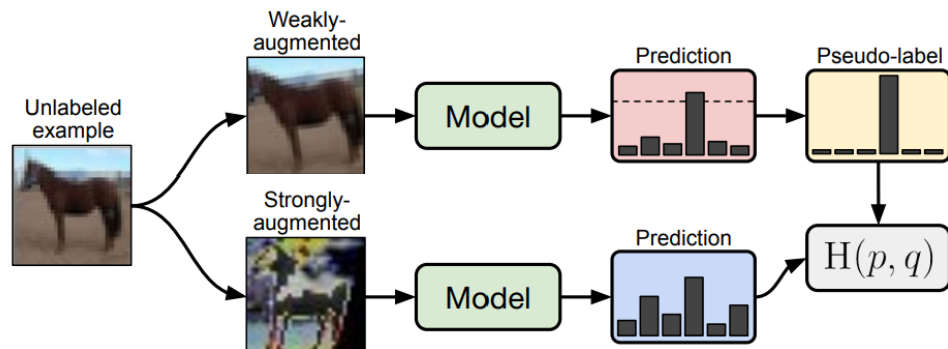 Weakly-
augmented
Prediction
Pseudo-label
Unlabeled
example
Model
Strongly-
augmented
Prediction
Model
H(p, q)